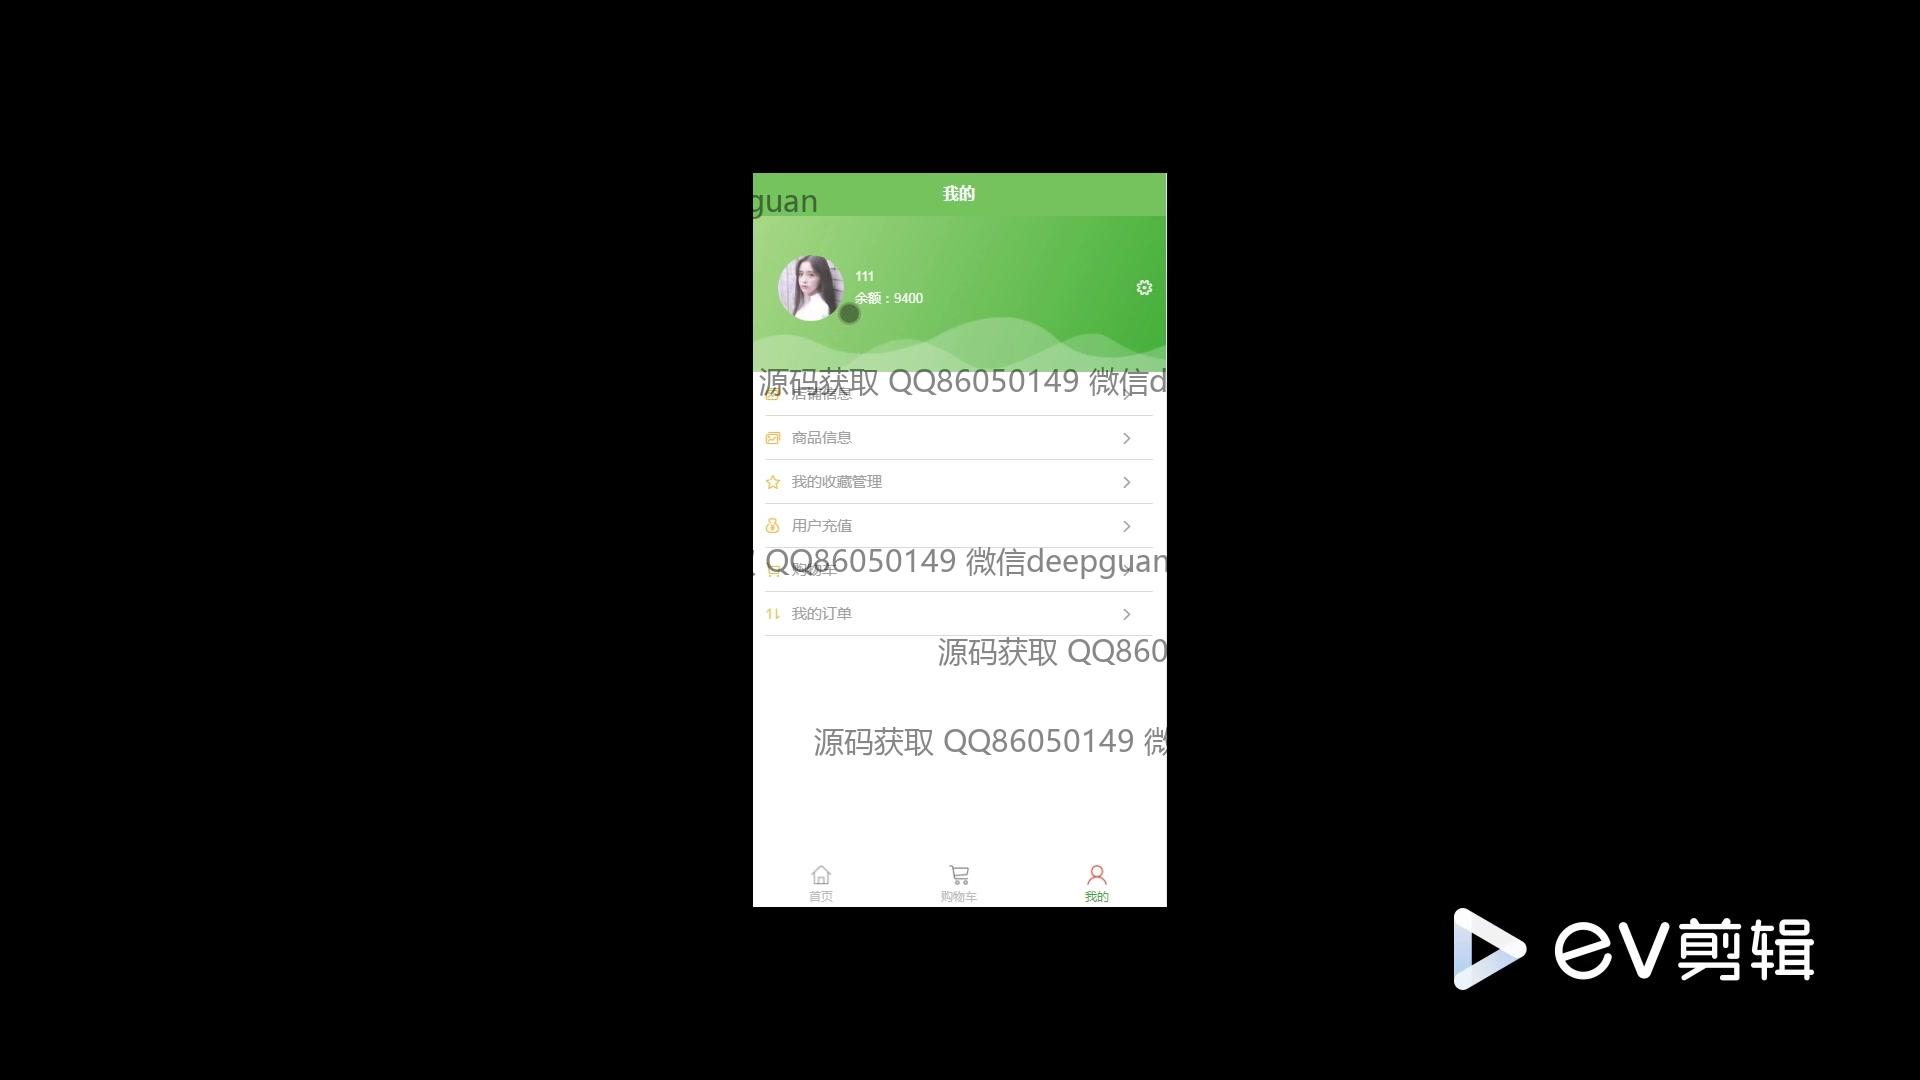 我的
guan
111
余额：9400
源码获取 QQ86050149 微信d
店铺信息
商品信息
我的收藏管理
用户充值
QQ86050149 微信deepguan
购物车
我的订单
源码获取 QQ860
源码获取 QQ86050149 微
首页
购物车
我的
ev剪辑